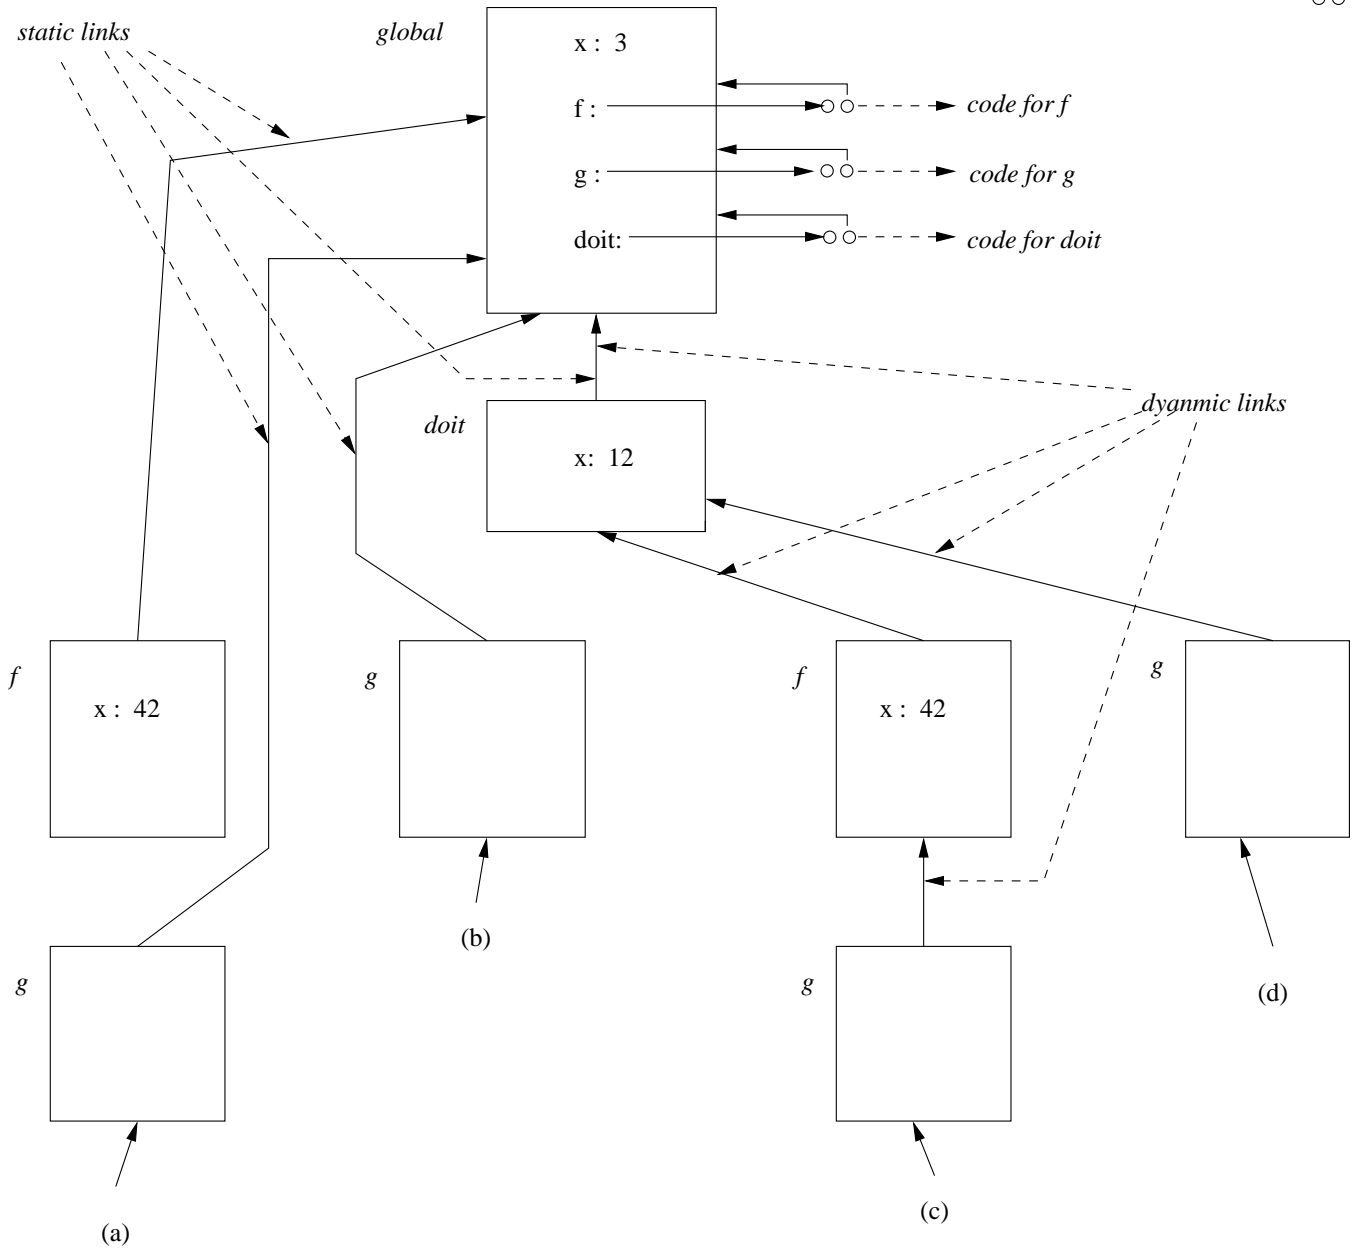 static links
global
x : 3
f :
code for f
g :
code for g
doit:
code for doit
dyanmic links
doit
x: 12
f
x : 42
g
f
x : 42
g
(b)
g
g
(d)
(a)
(c)